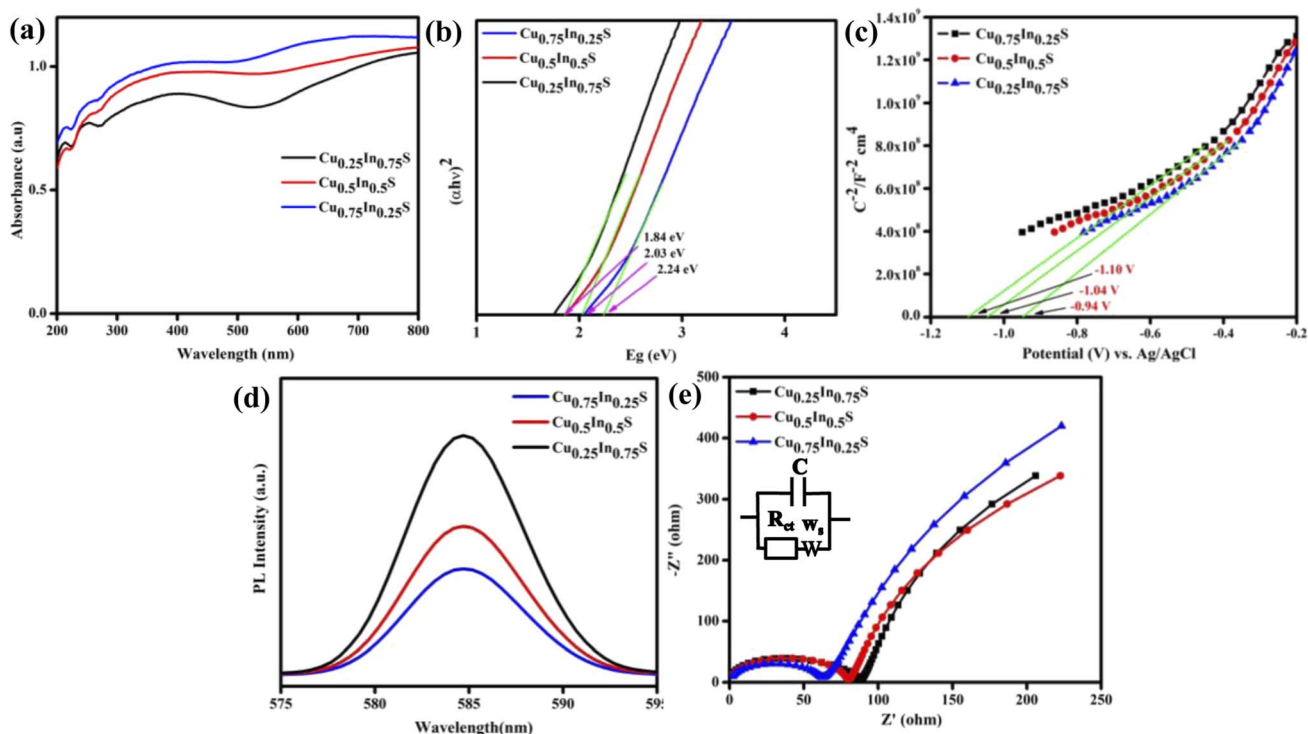 (a)
Absorbance (a.u)
1.0
0.5
0.0
Cu0.25In0.75S
Cu0.5In0.5S
Cu0.75In0.25S
200 300 400 500 600 700 800
Wavelength (nm)
(b)
(αhν)²
Cu0.75In0.25S
Cu0.5In0.5S
Cu0.25In0.75S
1.84 eV
2.03 eV
2.24 eV
1 2 3 4
Eg (eV)
(c)
C⁻²/F⁻² cm⁴
1.4x10⁹
1.2x10⁹
1.0x10⁹
8.0x10⁸
6.0x10⁸
4.0x10⁸
2.0x10⁸
0.0
Cu0.75In0.25S
Cu0.5In0.5S
Cu0.25In0.75S
-1.10 V
-1.04 V
-0.94 V
-1.2 -1.0 -0.8 -0.6 -0.4 -0.2
Potential (V) vs. Ag/AgCl
(d)
PL Intensity (a.u.)
Cu0.75In0.25S
Cu0.5In0.5S
Cu0.25In0.75S
575 580 585 590 595
Wavelength(nm)
(e)
-Z'' (ohm)
500
400
300
200
100
0
Cu0.25In0.75S
Cu0.5In0.5S
Cu0.75In0.25S
C
Rct Ws
W
0 50 100 150 200 250
Z' (ohm)